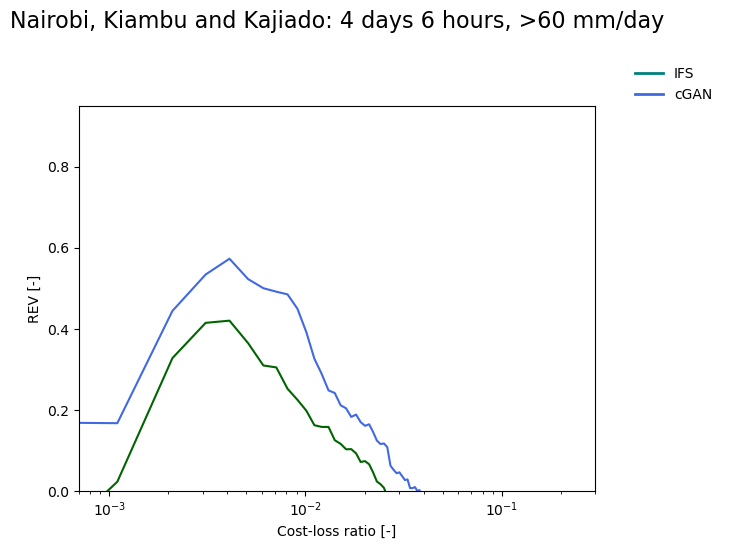 Nairobi, Kiambu and Kajiado: 4 days 6 hours, >60 mm/day
IFS
cGAN
0.8
0.6
0.4
0.2
0.0
REV [-]
10⁻³ 10⁻² 10⁻¹
Cost-loss ratio [-]